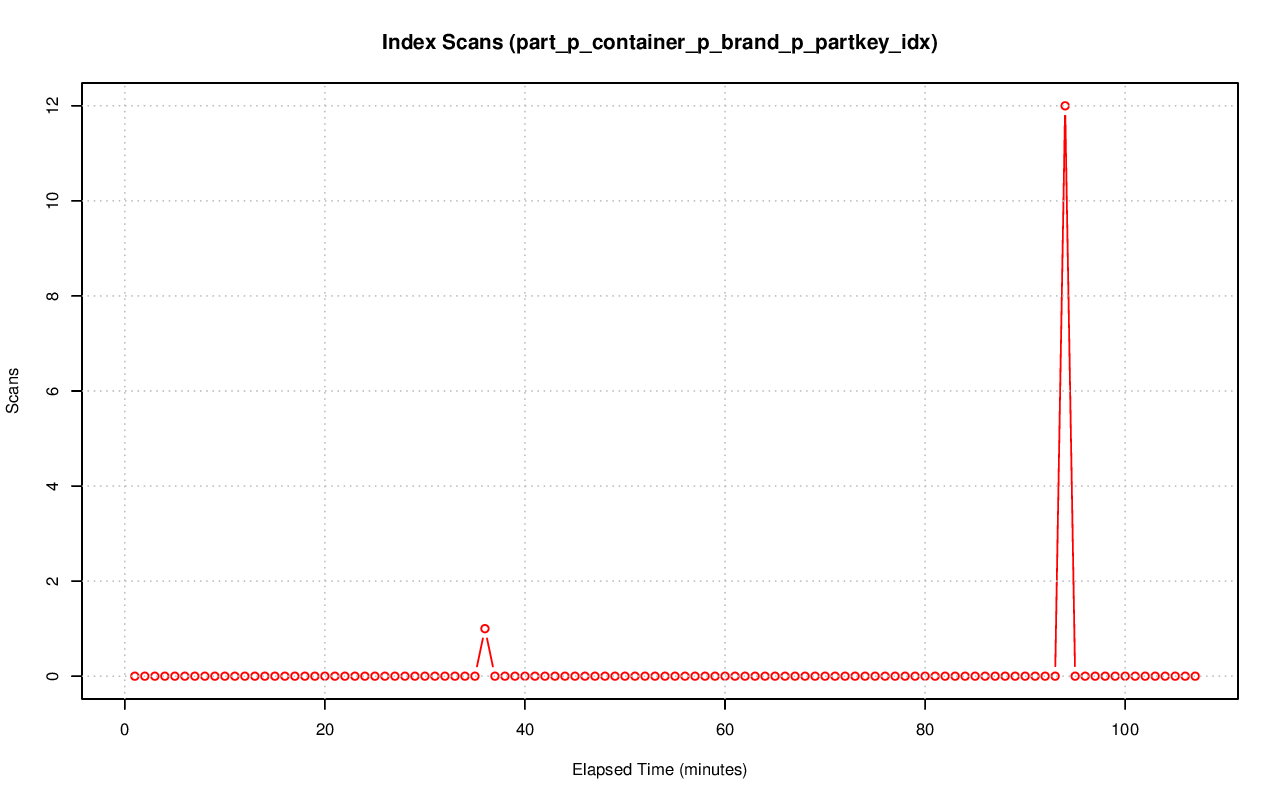 Index Scans (part_p_container_p_brand_p_partkey_idx)
12
10
8
6
4
2
0
Scans
0 20 40 60 80 100
Elapsed Time (minutes)